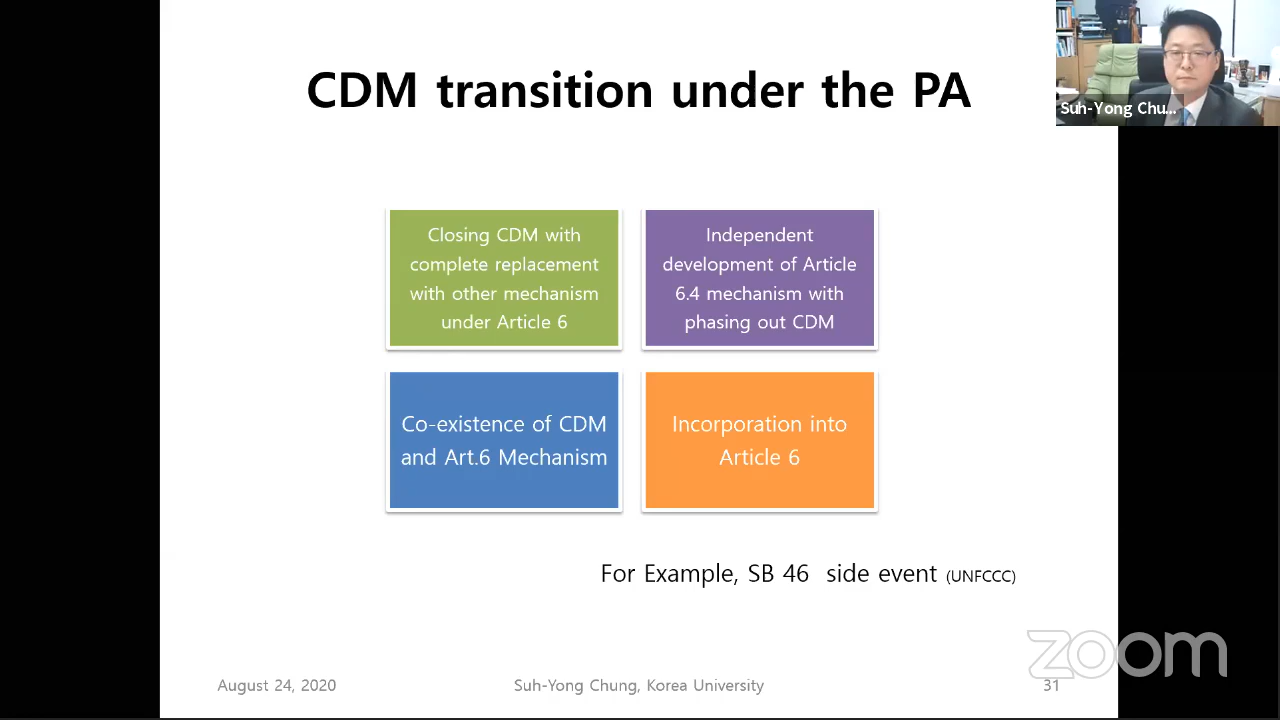 CDM transition under the PA
Suh-Yong Chu...
Closing CDM with
complete replacement
with other mechanism
under Article 6
Independent
development of Article
6.4 mechanism with
phasing out CDM
Co-existence of CDM
and Art.6 Mechanism
Incorporation into
Article 6
For Example, SB 46 side event (UNFCCC)
zoom
August 24, 2020
Suh-Yong Chung, Korea University
31